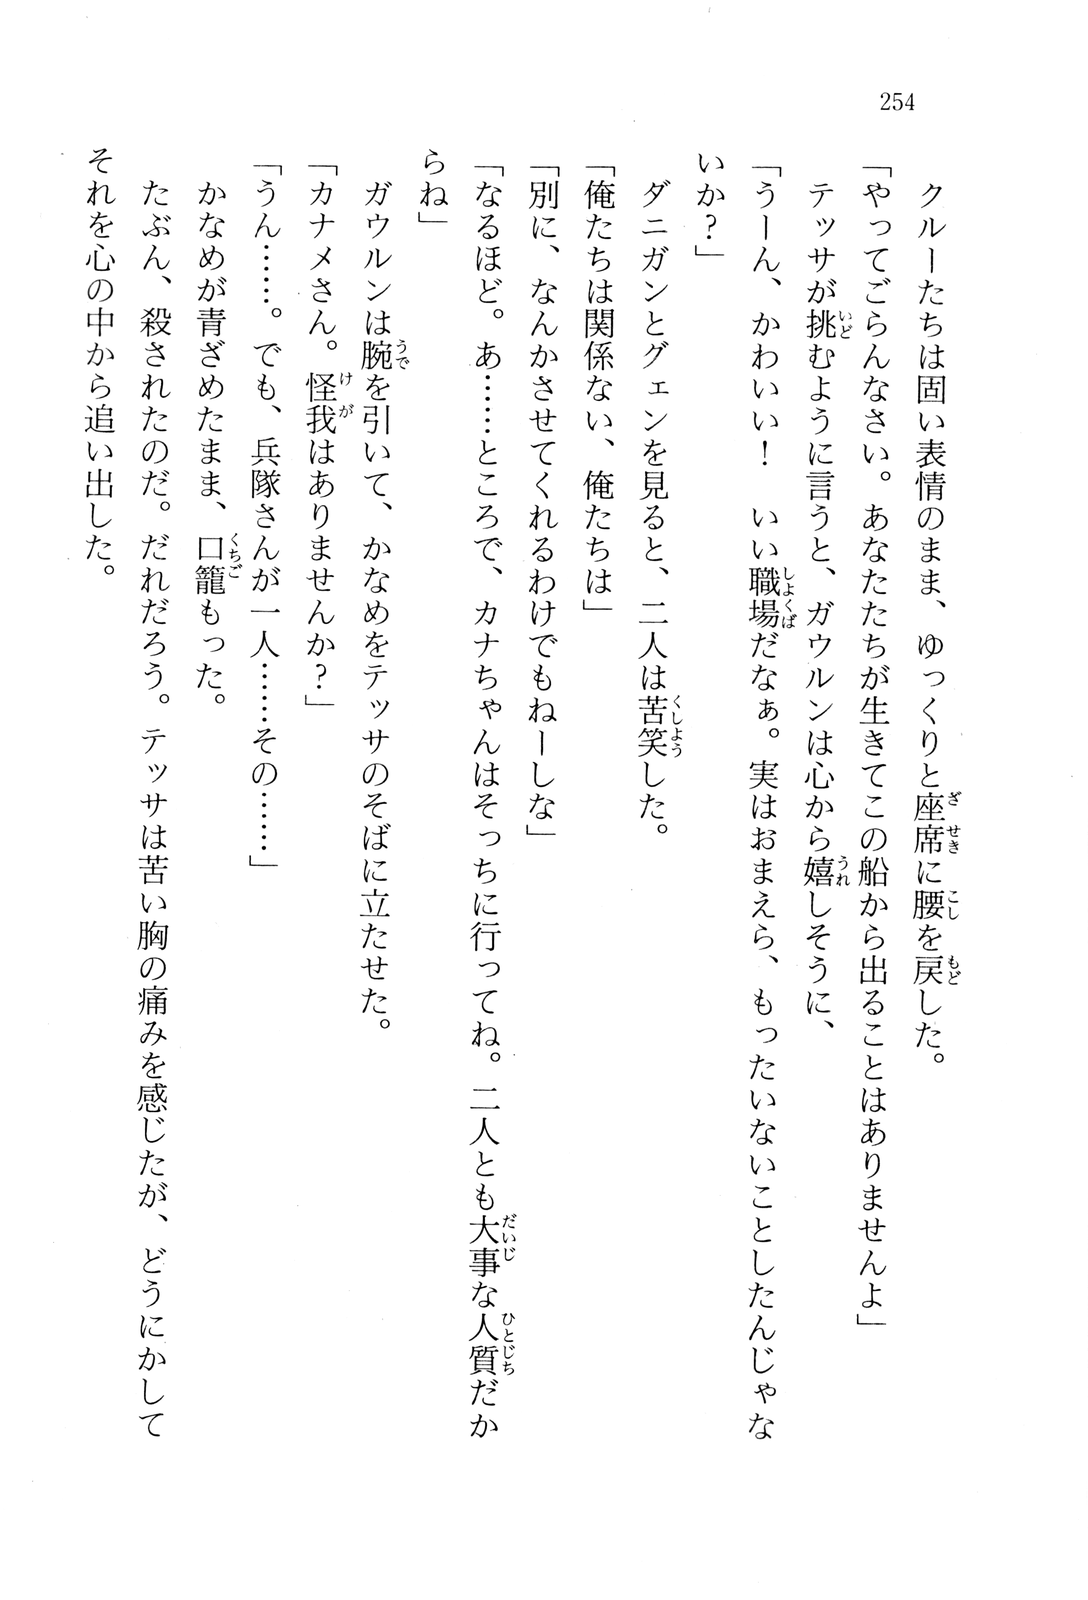 254
クルーたちは固い表情のまま、ゆっくりと座席に腰を戻した。
「やってごらんなさい。あなたたちが生きてこの船から出ることはありませんよ」
テッサが挑むように言うと、ガウルンは心から嬉しそうに、
「うーん、かわいい！　いい職場だなぁ。実はおまえら、もったいないことしたんじゃな
いか？」
ダニガンとグェンを見ると、二人は苦笑した。
「俺たちは関係ない、俺たちは」
「別に、なんかさせてくれるわけでもねーしな」
「なるほど。あ……ところで、カナちゃんはそっちに行ってね。二人とも大事な人質だか
らね」
ガウルンは腕を引いて、かなめをテッサのそばに立たせた。
「カナメさん。怪我はありませんか？」
「うん……。でも、兵隊さんが一人……その……」
かなめが青ざめたまま、口籠もった。
たぶん、殺されたのだ。だれだろう。テッサは苦い胸の痛みを感じたが、どうにかして
それを心の中から追い出した。